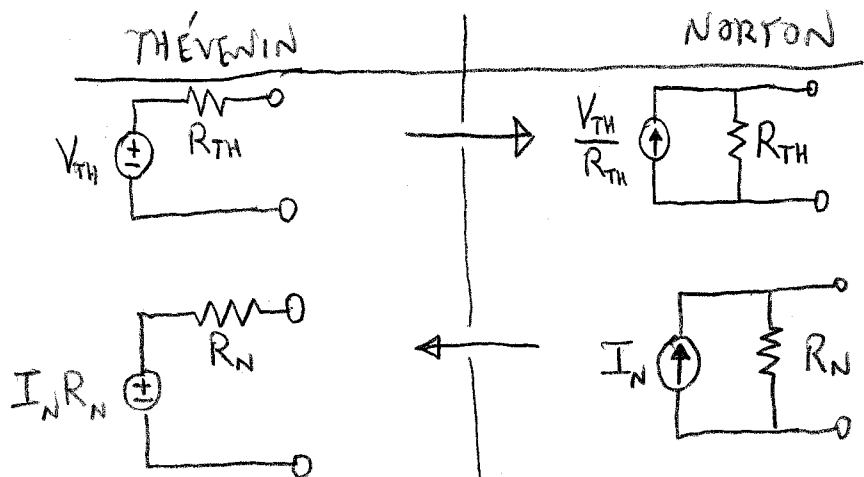 THÉVENIN NORTON
V_TH + − R_TH V_TH/R_TH R_TH
I_N R_N + − R_N I_N R_N